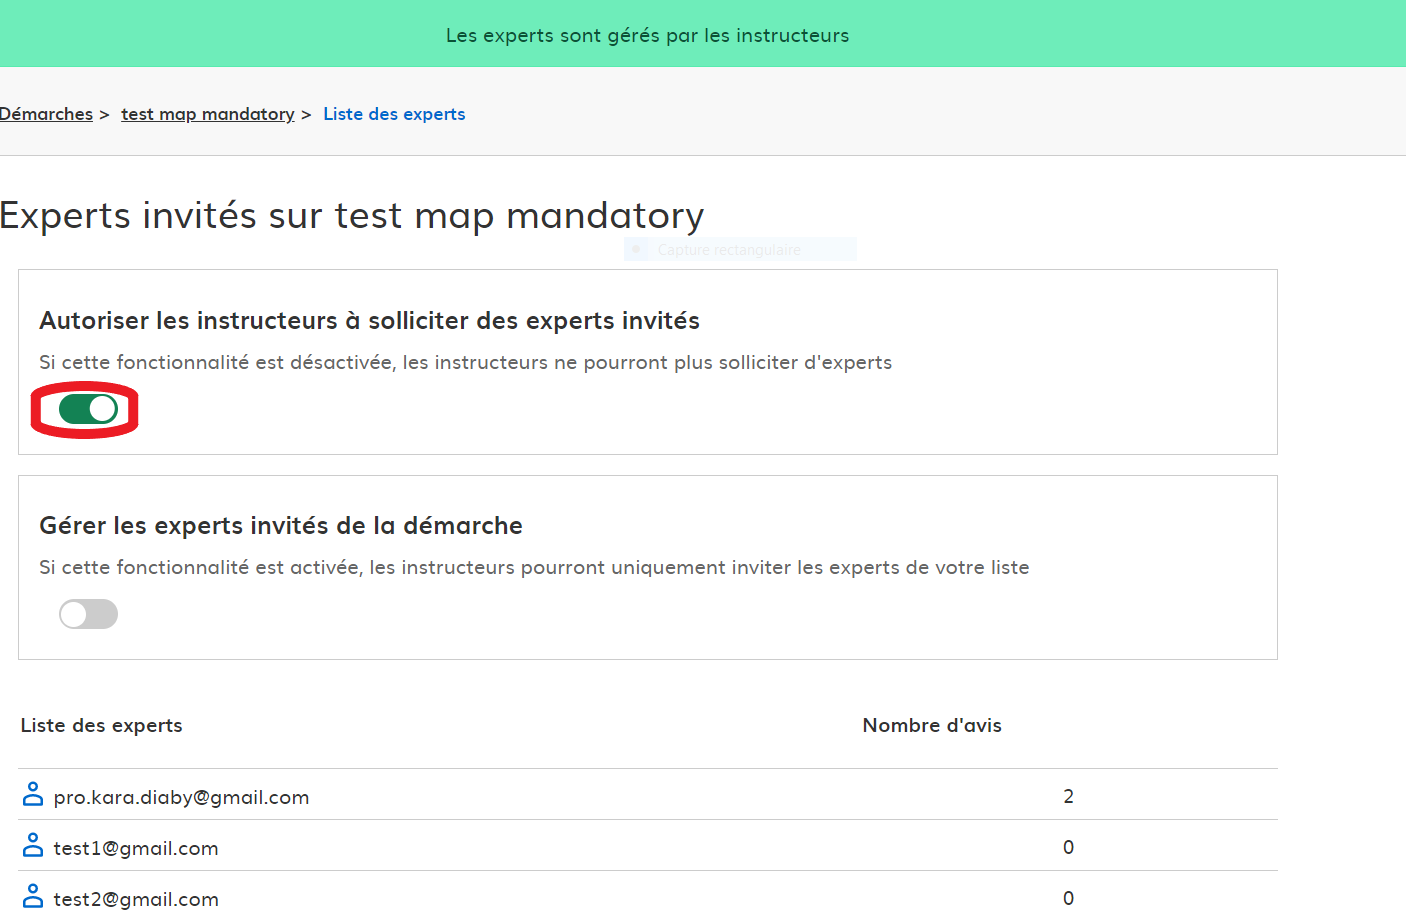 Les experts sont gérés par les instructeurs
Démarches > test map mandatory > Liste des experts
Experts invités sur test map mandatory
Capture rectangulaire
Autoriser les instructeurs à solliciter des experts invités
Si cette fonctionnalité est désactivée, les instructeurs ne pourront plus solliciter d'experts
Gérer les experts invités de la démarche
Si cette fonctionnalité est activée, les instructeurs pourront uniquement inviter les experts de votre liste
Liste des experts Nombre d'avis
pro.kara.diaby@gmail.com 2
test1@gmail.com 0
test2@gmail.com 0